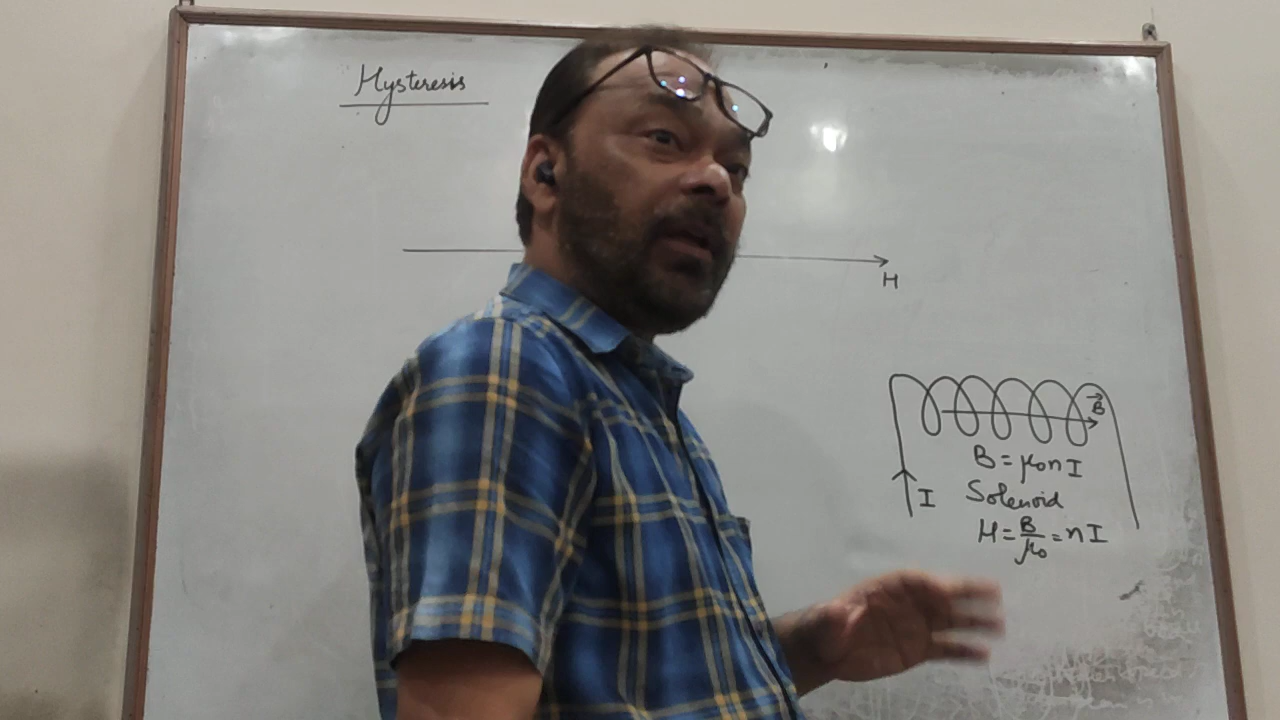 Hysteresis
H
B
B = μ₀nI
I
Solenoid
H = B/μ₀ = nI